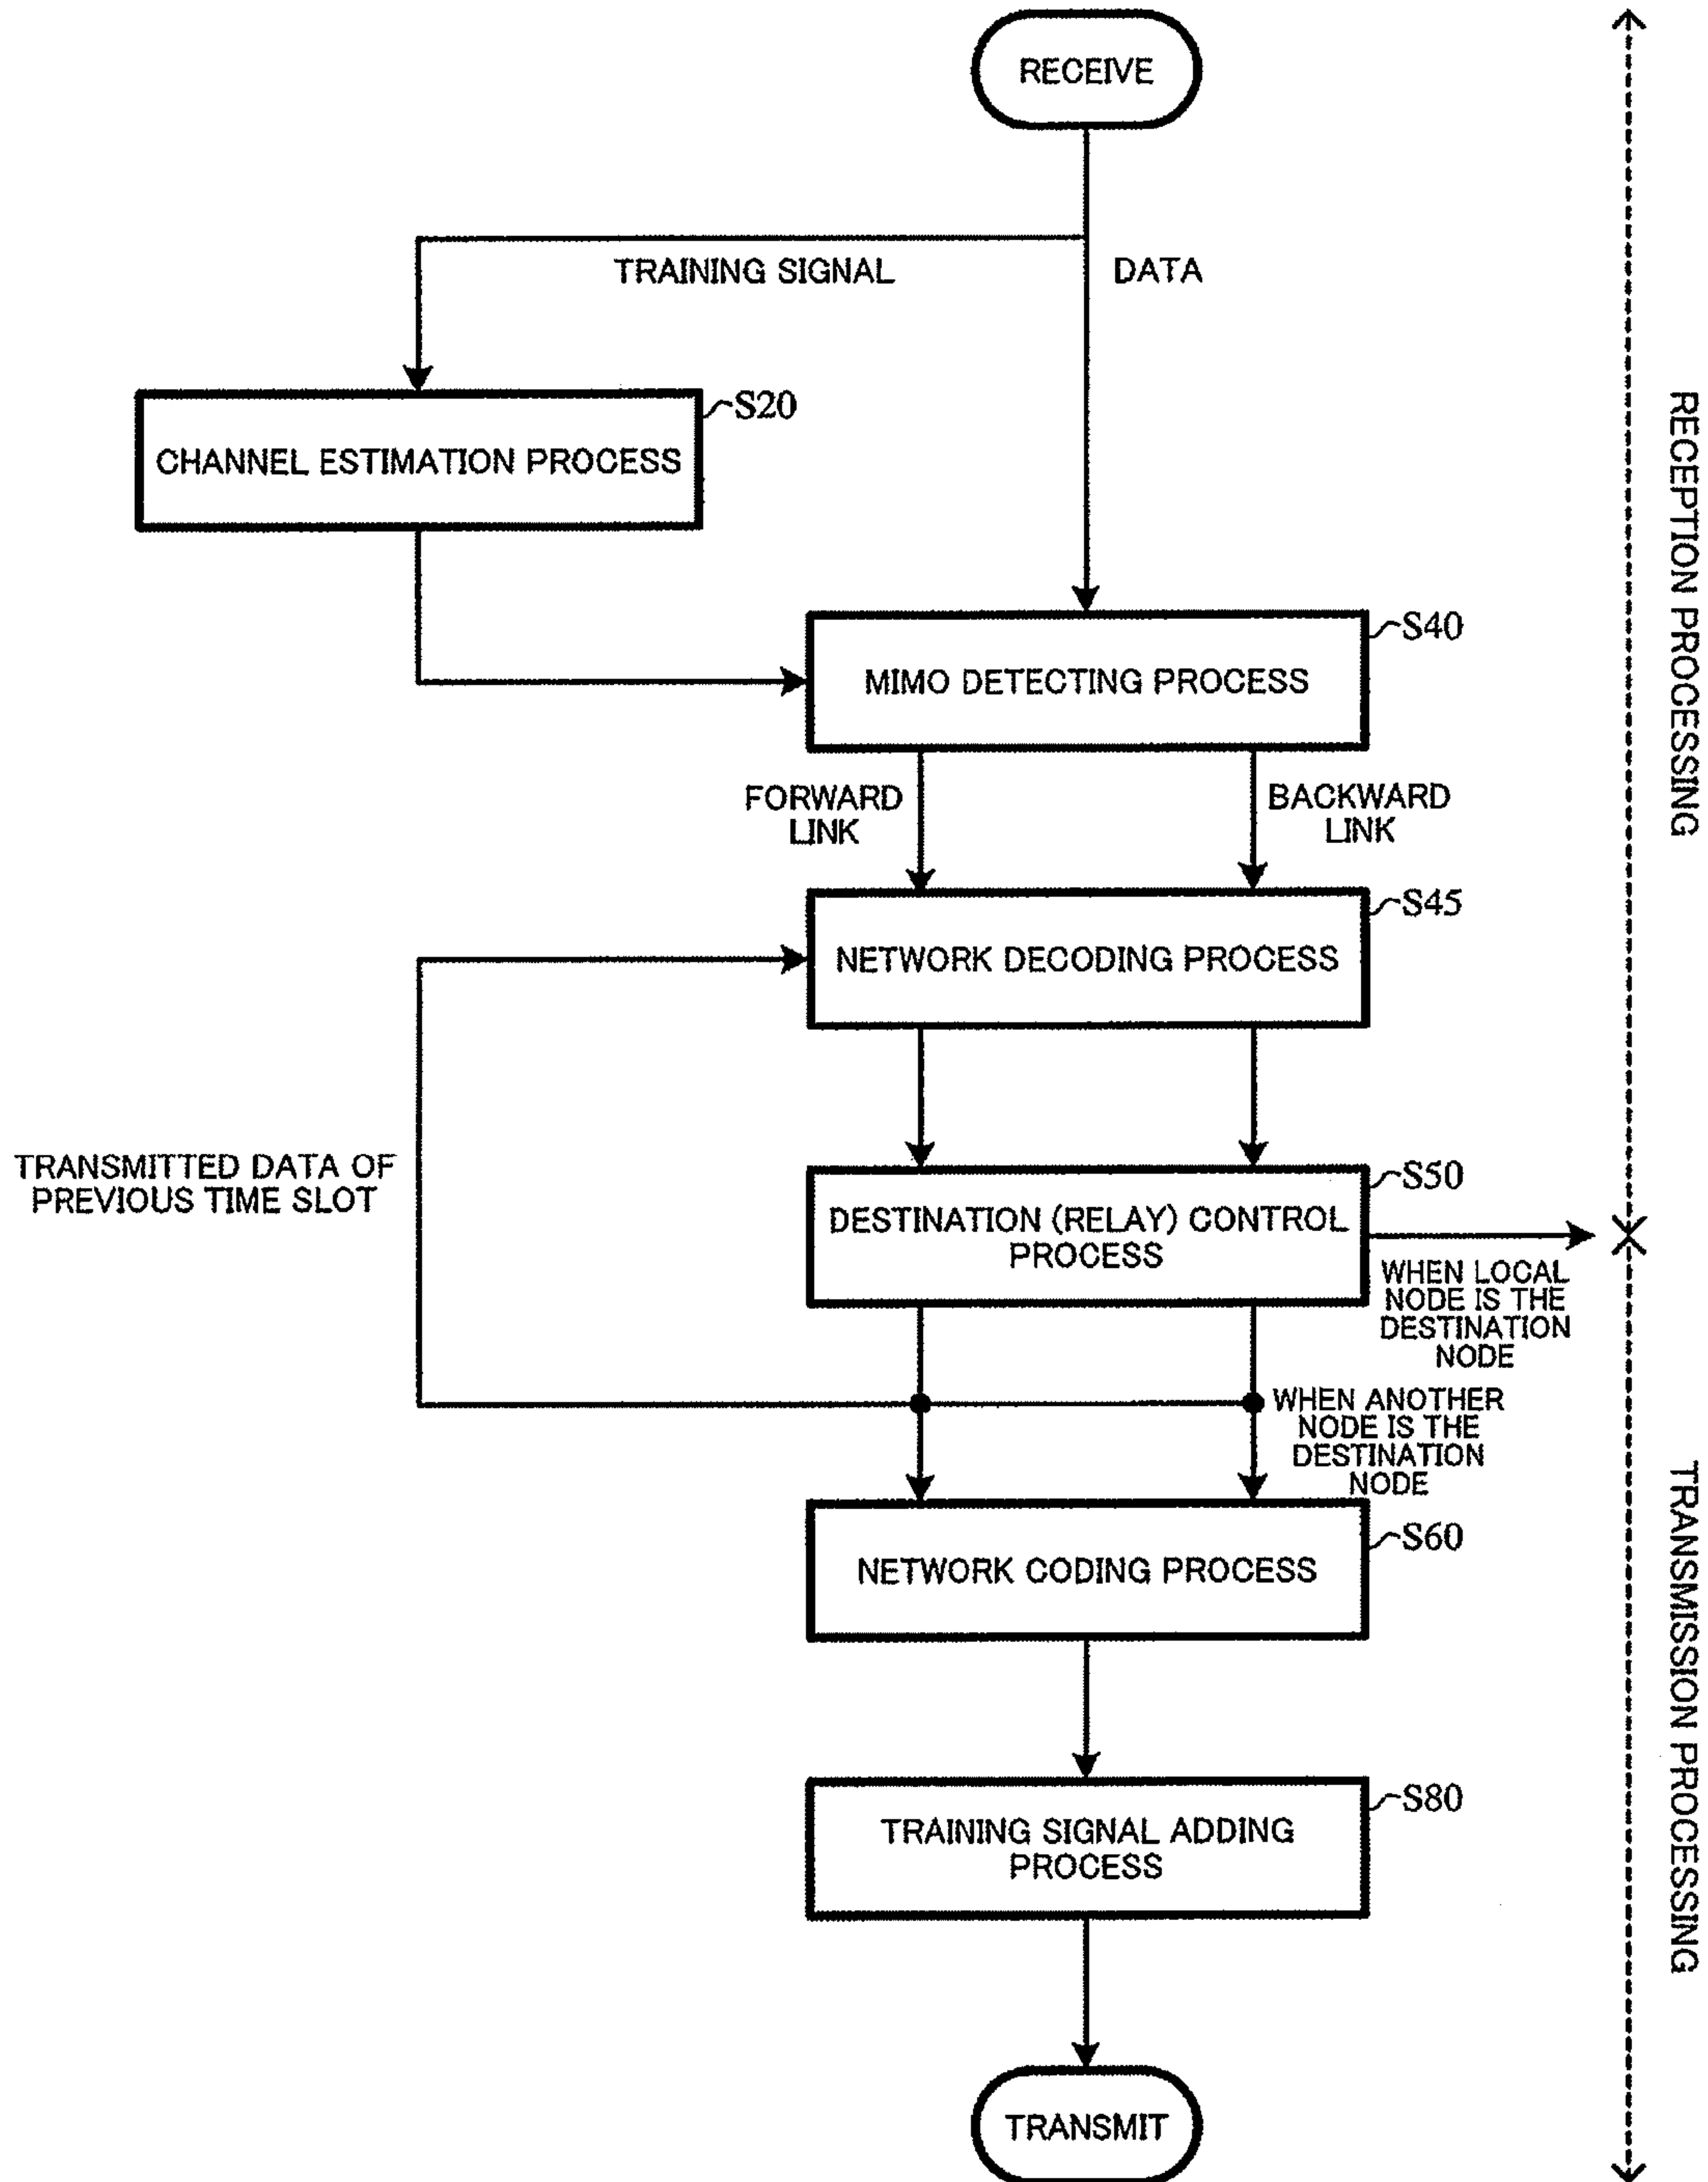 RECEIVE
TRAINING SIGNAL
DATA
S20
CHANNEL ESTIMATION PROCESS
S40
MIMO DETECTING PROCESS
FORWARD
LINK
BACKWARD
LINK
S45
NETWORK DECODING PROCESS
TRANSMITTED DATA OF
PREVIOUS TIME SLOT
S50
DESTINATION (RELAY) CONTROL
PROCESS
WHEN LOCAL
NODE IS THE
DESTINATION
NODE
WHEN ANOTHER
NODE IS THE
DESTINATION
NODE
S60
NETWORK CODING PROCESS
S80
TRAINING SIGNAL ADDING
PROCESS
TRANSMIT
RECEPTION PROCESSING
TRANSMISSION PROCESSING